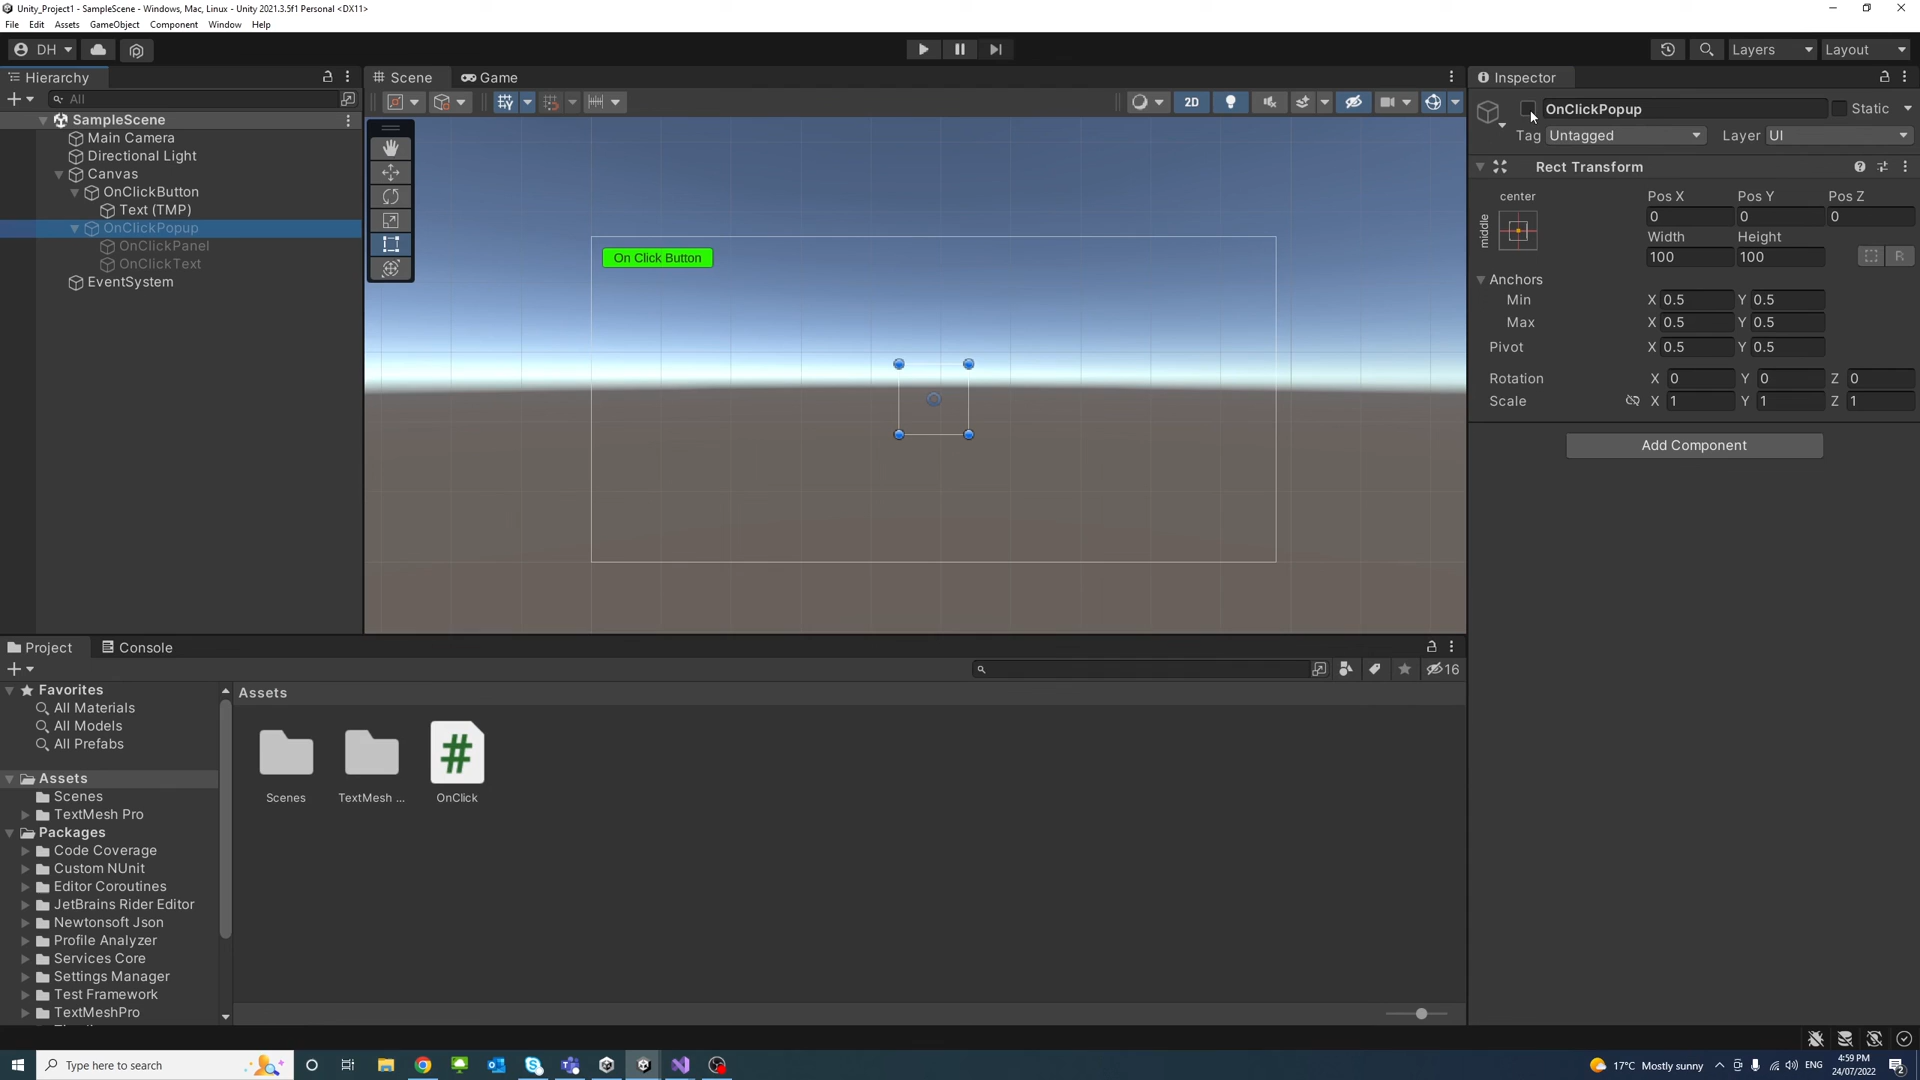 Unity_Project1 - SampleScene - Windows, Mac, Linux - Unity 2021.3.5f1 Personal <DX11>
File Edit Assets GameObject Component Window Help
DH
Layers Layout
Hierarchy
All
SampleScene
Main Camera
Directional Light
Canvas
OnClickButton
Text (TMP)
OnClickPopup
OnClickPanel
OnClickText
EventSystem
Scene Game
2D
On Click Button
Inspector
OnClickPopup Static
Tag Untagged Layer UI
Rect Transform
center
middle
Pos X Pos Y Pos Z
0 0 0
Width Height
100 100 R
Anchors
Min X 0.5 Y 0.5
Max X 0.5 Y 0.5
Pivot X 0.5 Y 0.5
Rotation X 0 Y 0 Z 0
Scale X 1 Y 1 Z 1
Add Component
Project Console
16
Favorites
All Materials
All Models
All Prefabs
Assets
Scenes
TextMesh Pro
Packages
Code Coverage
Custom NUnit
Editor Coroutines
JetBrains Rider Editor
Newtonsoft Json
Profile Analyzer
Services Core
Settings Manager
Test Framework
TextMeshPro
Assets
Scenes TextMesh ... OnClick
Type here to search
17°C Mostly sunny ENG
4:59 PM
24/07/2022
2